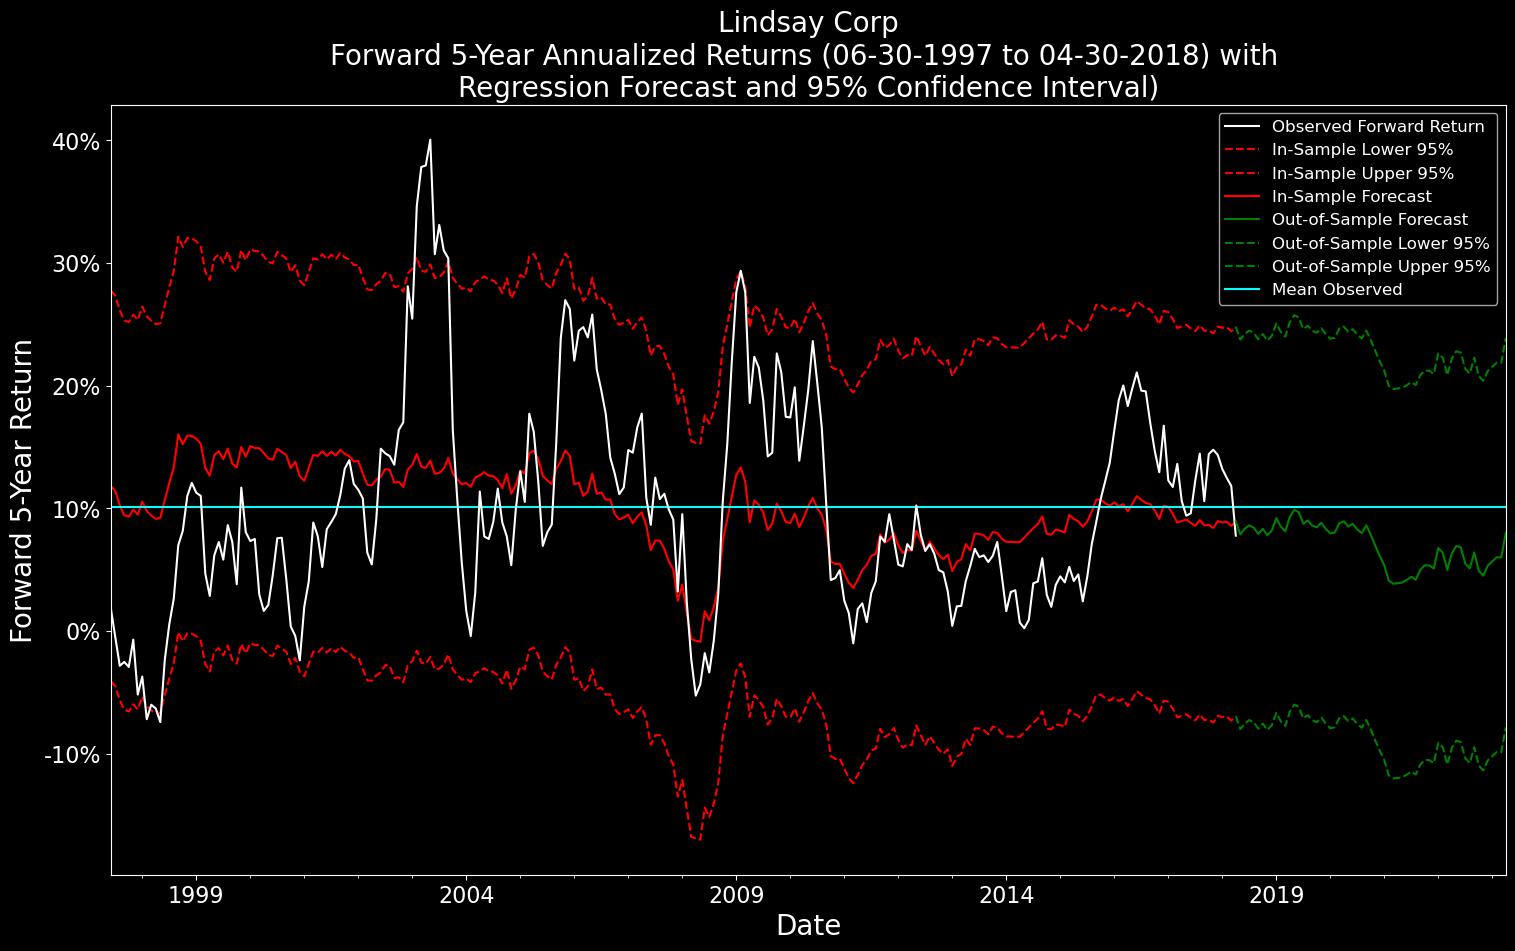 Lindsay Corp
Forward 5-Year Annualized Returns (06-30-1997 to 04-30-2018) with
Regression Forecast and 95% Confidence Interval)
Observed Forward Return
In-Sample Lower 95%
In-Sample Upper 95%
In-Sample Forecast
Out-of-Sample Forecast
Out-of-Sample Lower 95%
Out-of-Sample Upper 95%
Mean Observed
Forward 5-Year Return
40%
30%
20%
10%
0%
-10%
1999
2004
2009
2014
2019
Date